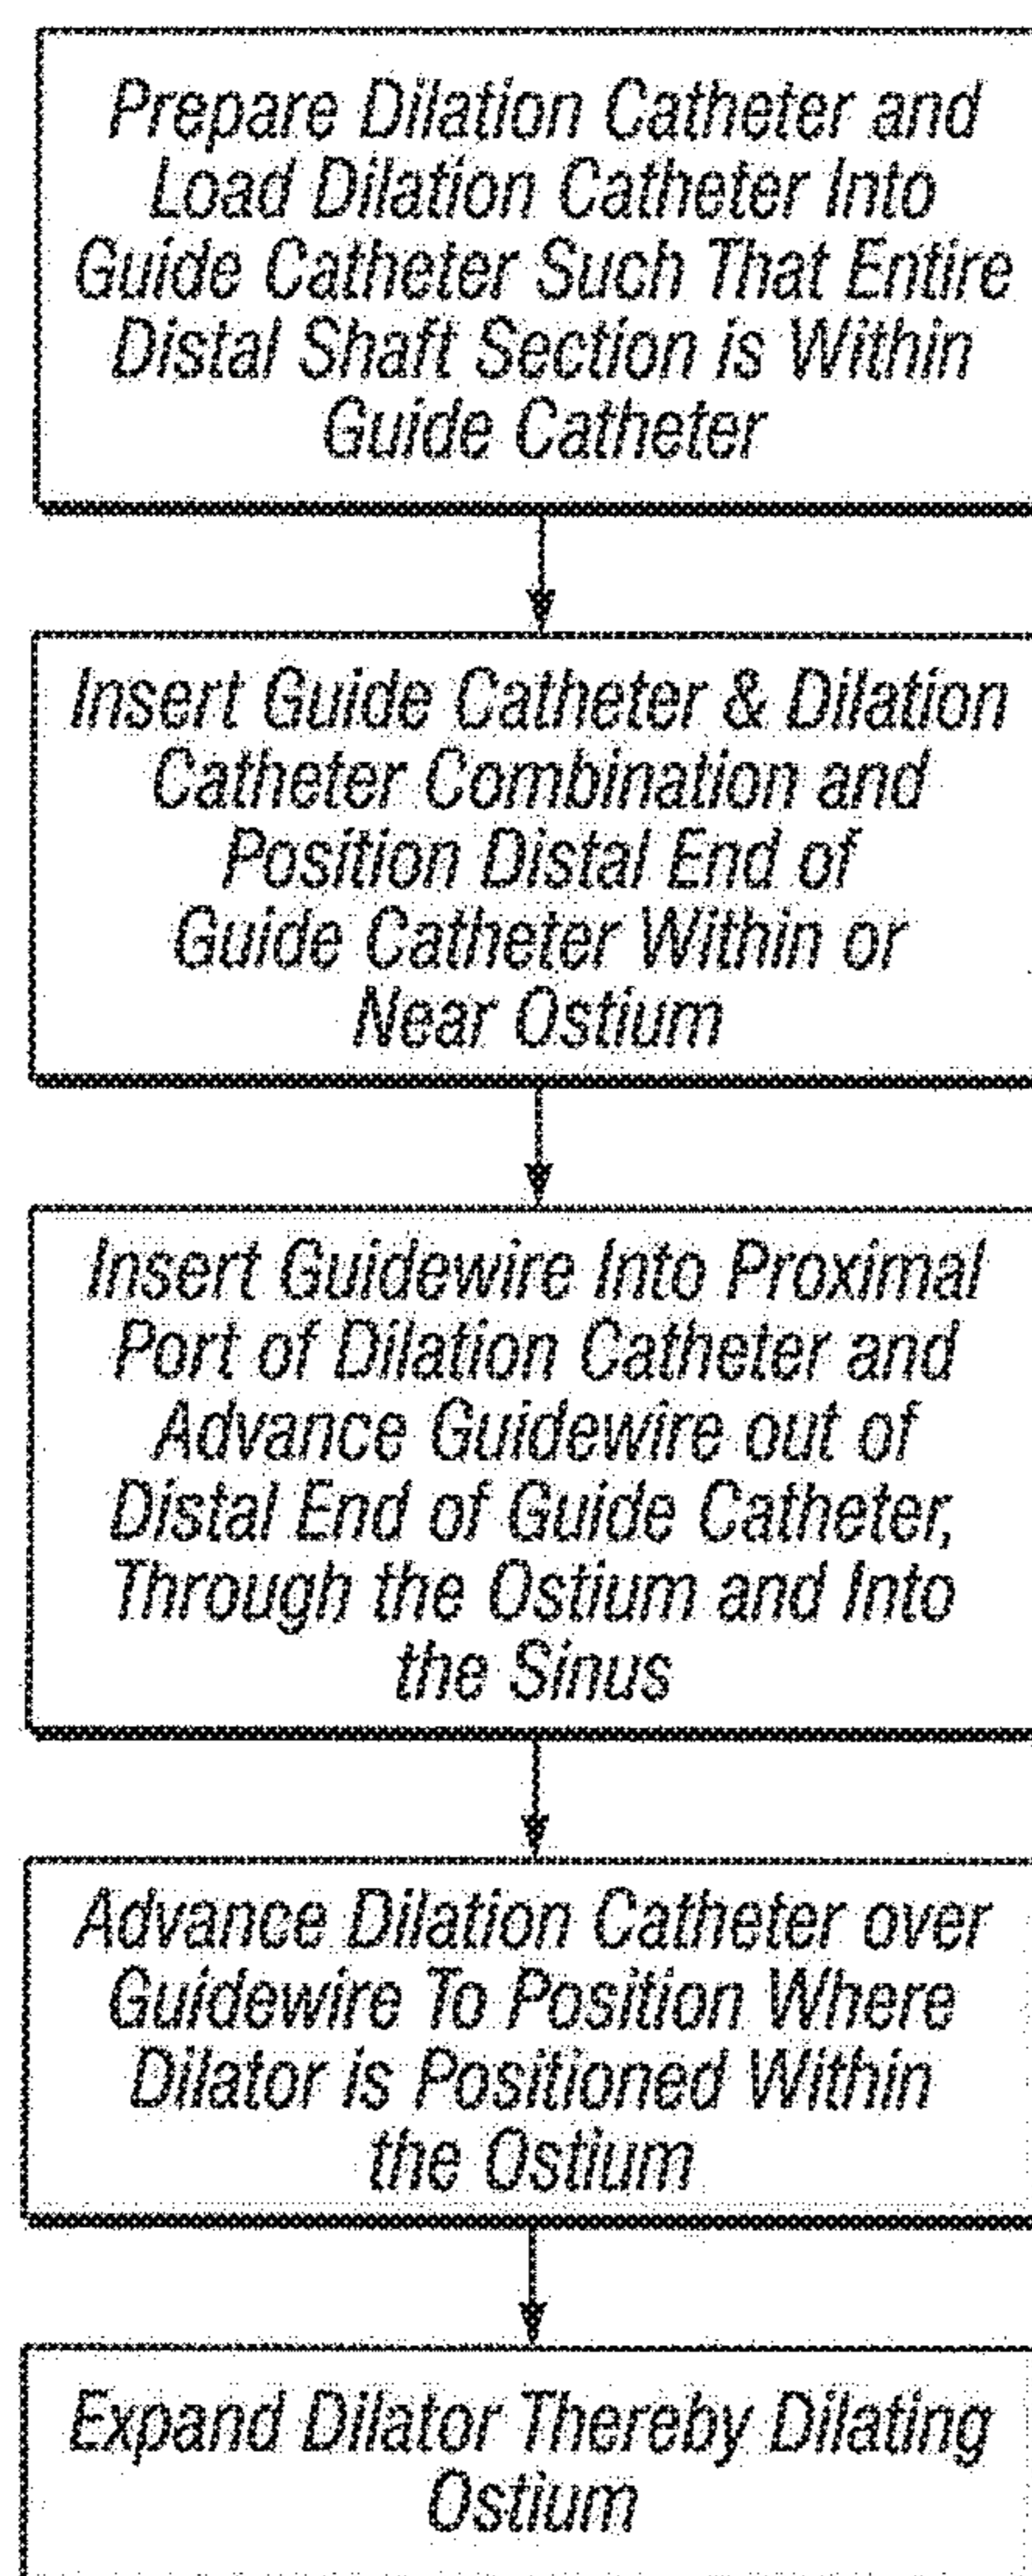 Prepare Dilation Catheter and
Load Dilation Catheter Into
Guide Catheter Such That Entire
Distal Shaft Section is Within
Guide Catheter
Insert Guide Catheter & Dilation
Catheter Combination and
Position Distal End of
Guide Catheter Within or
Near Ostium
Insert Guidewire Into Proximal
Port of Dilation Catheter and
Advance Guidewire out of
Distal End of Guide Catheter,
Through the Ostium and Into
the Sinus
Advance Dilation Catheter over
Guidewire To Position Where
Dilator is Positioned Within
the Ostium
Expand Dilator Thereby Dilating
Ostium